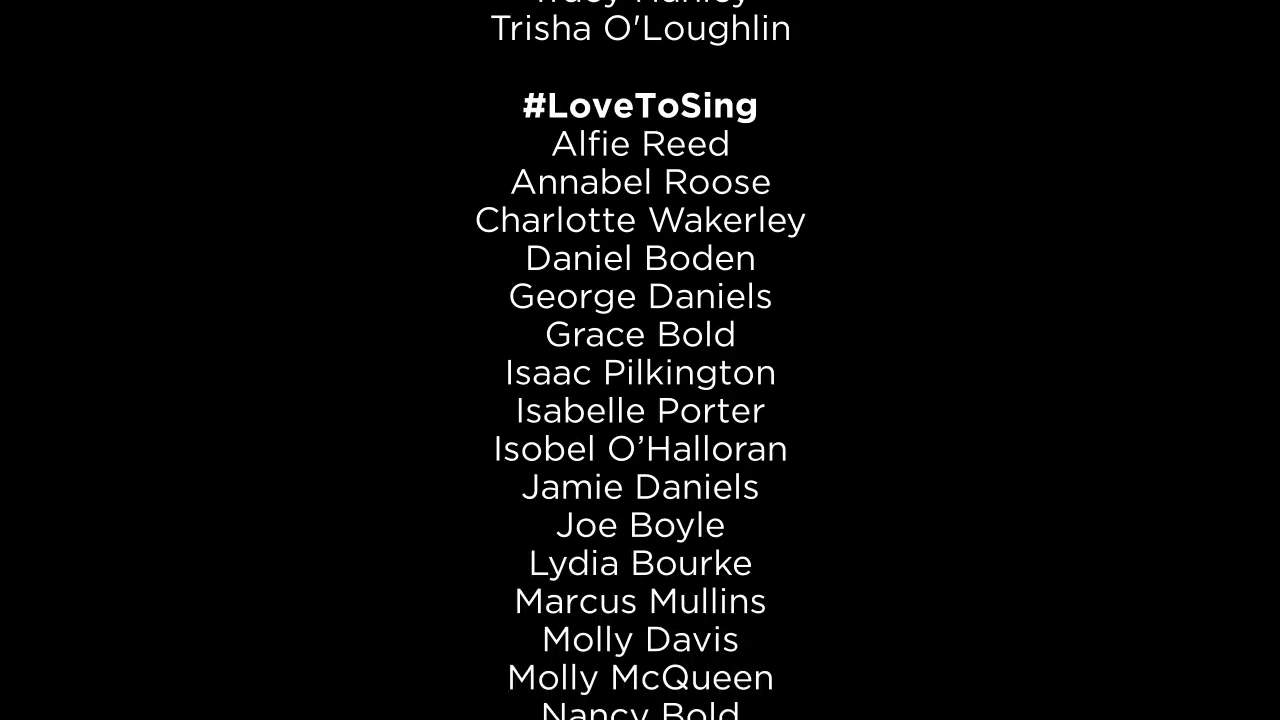 Trisha O'Loughlin
#LoveToSing
Alfie Reed
Annabel Roose
Charlotte Wakerley
Daniel Boden
George Daniels
Grace Bold
Isaac Pilkington
Isabelle Porter
Isobel O’Halloran
Jamie Daniels
Joe Boyle
Lydia Bourke
Marcus Mullins
Molly Davis
Molly McQueen
Nancy Bold